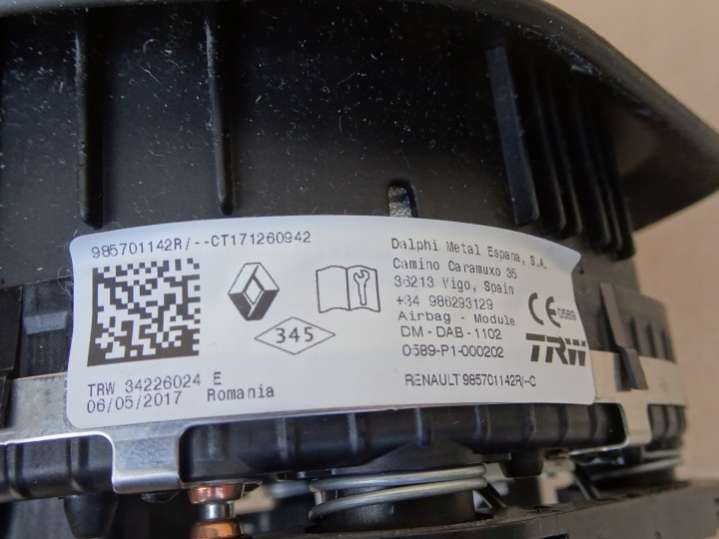 985701142R/--CT171260942
345
TRW 34226024 E
06/05/2017 Romania
Dalphi Metal Espana, S.A.
Camino Caramuxo 35
36213 Vigo, Spain
+34 986293129
Airbag - Module
DM-DAB-1102
0589-P1-000202
RENAULT 985701142R/-C
CE 0589
TRW